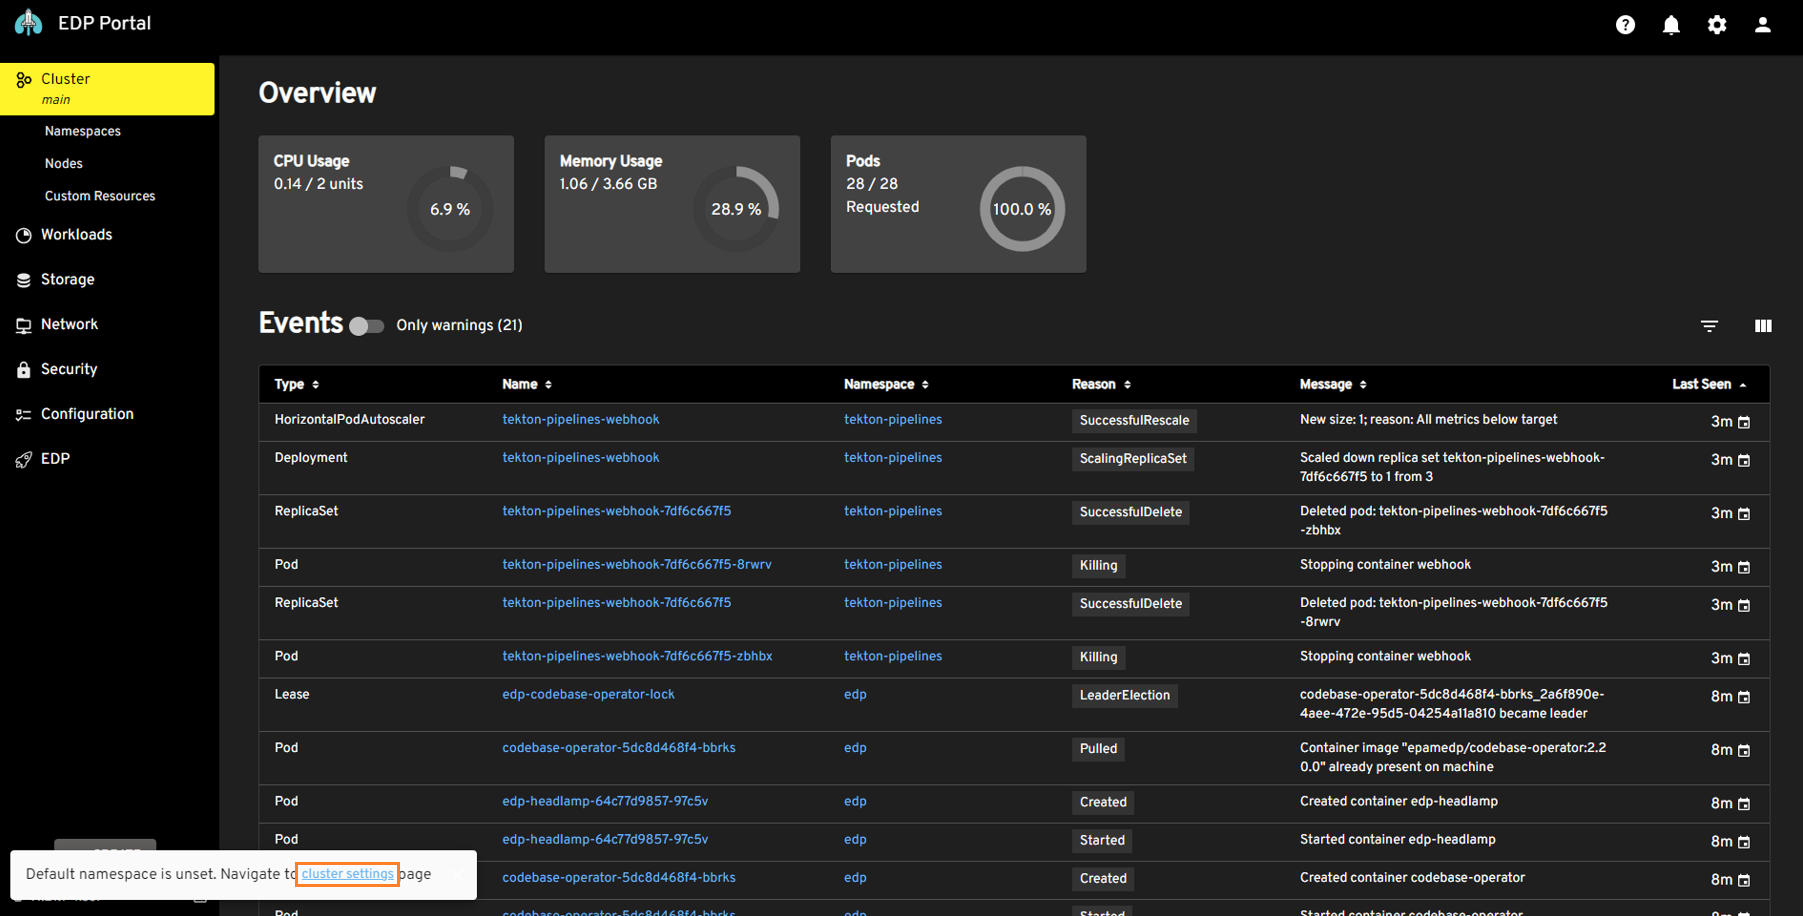 EDP Portal
Cluster
main
Namespaces
Nodes
Custom Resources
Workloads
Storage
Network
Security
Configuration
EDP
Overview
CPU Usage
0.14 / 2 units
6.9 %
Memory Usage
1.06 / 3.66 GB
28.9 %
Pods
28 / 28
Requested
100.0 %
Events Only warnings (21)
Type Name Namespace Reason Message Last Seen
HorizontalPodAutoscaler tekton-pipelines-webhook tekton-pipelines SuccessfulRescale New size: 1; reason: All metrics below target 3m
Deployment tekton-pipelines-webhook tekton-pipelines ScalingReplicaSet Scaled down replica set tekton-pipelines-webhook- 3m
7df6c667f5 to 1 from 3
ReplicaSet tekton-pipelines-webhook-7df6c667f5 tekton-pipelines SuccessfulDelete Deleted pod: tekton-pipelines-webhook-7df6c667f5 3m
-zbhbx
Pod tekton-pipelines-webhook-7df6c667f5-8rwrv tekton-pipelines Killing Stopping container webhook 3m
ReplicaSet tekton-pipelines-webhook-7df6c667f5 tekton-pipelines SuccessfulDelete Deleted pod: tekton-pipelines-webhook-7df6c667f5 3m
-8rwrv
Pod tekton-pipelines-webhook-7df6c667f5-zbhbx tekton-pipelines Killing Stopping container webhook 3m
Lease edp-codebase-operator-lock edp LeaderElection codebase-operator-5dc8d468f4-bbrks_2a6f890e- 8m
4aee-472e-95d5-04254a11a810 became leader
Pod codebase-operator-5dc8d468f4-bbrks edp Pulled Container image "epamedp/codebase-operator:2.2 8m
0.0" already present on machine
Pod edp-headlamp-64c77d9857-97c5v edp Created Created container edp-headlamp 8m
Pod edp-headlamp-64c77d9857-97c5v edp Started Started container edp-headlamp 8m
codebase-operator-5dc8d468f4-bbrks edp Created Created container codebase-operator 8m
Pod codebase-operator-5dc8d468f4-bbrks edp Started Started container codebase-operator 8m
Default namespace is unset. Navigate to cluster settings page